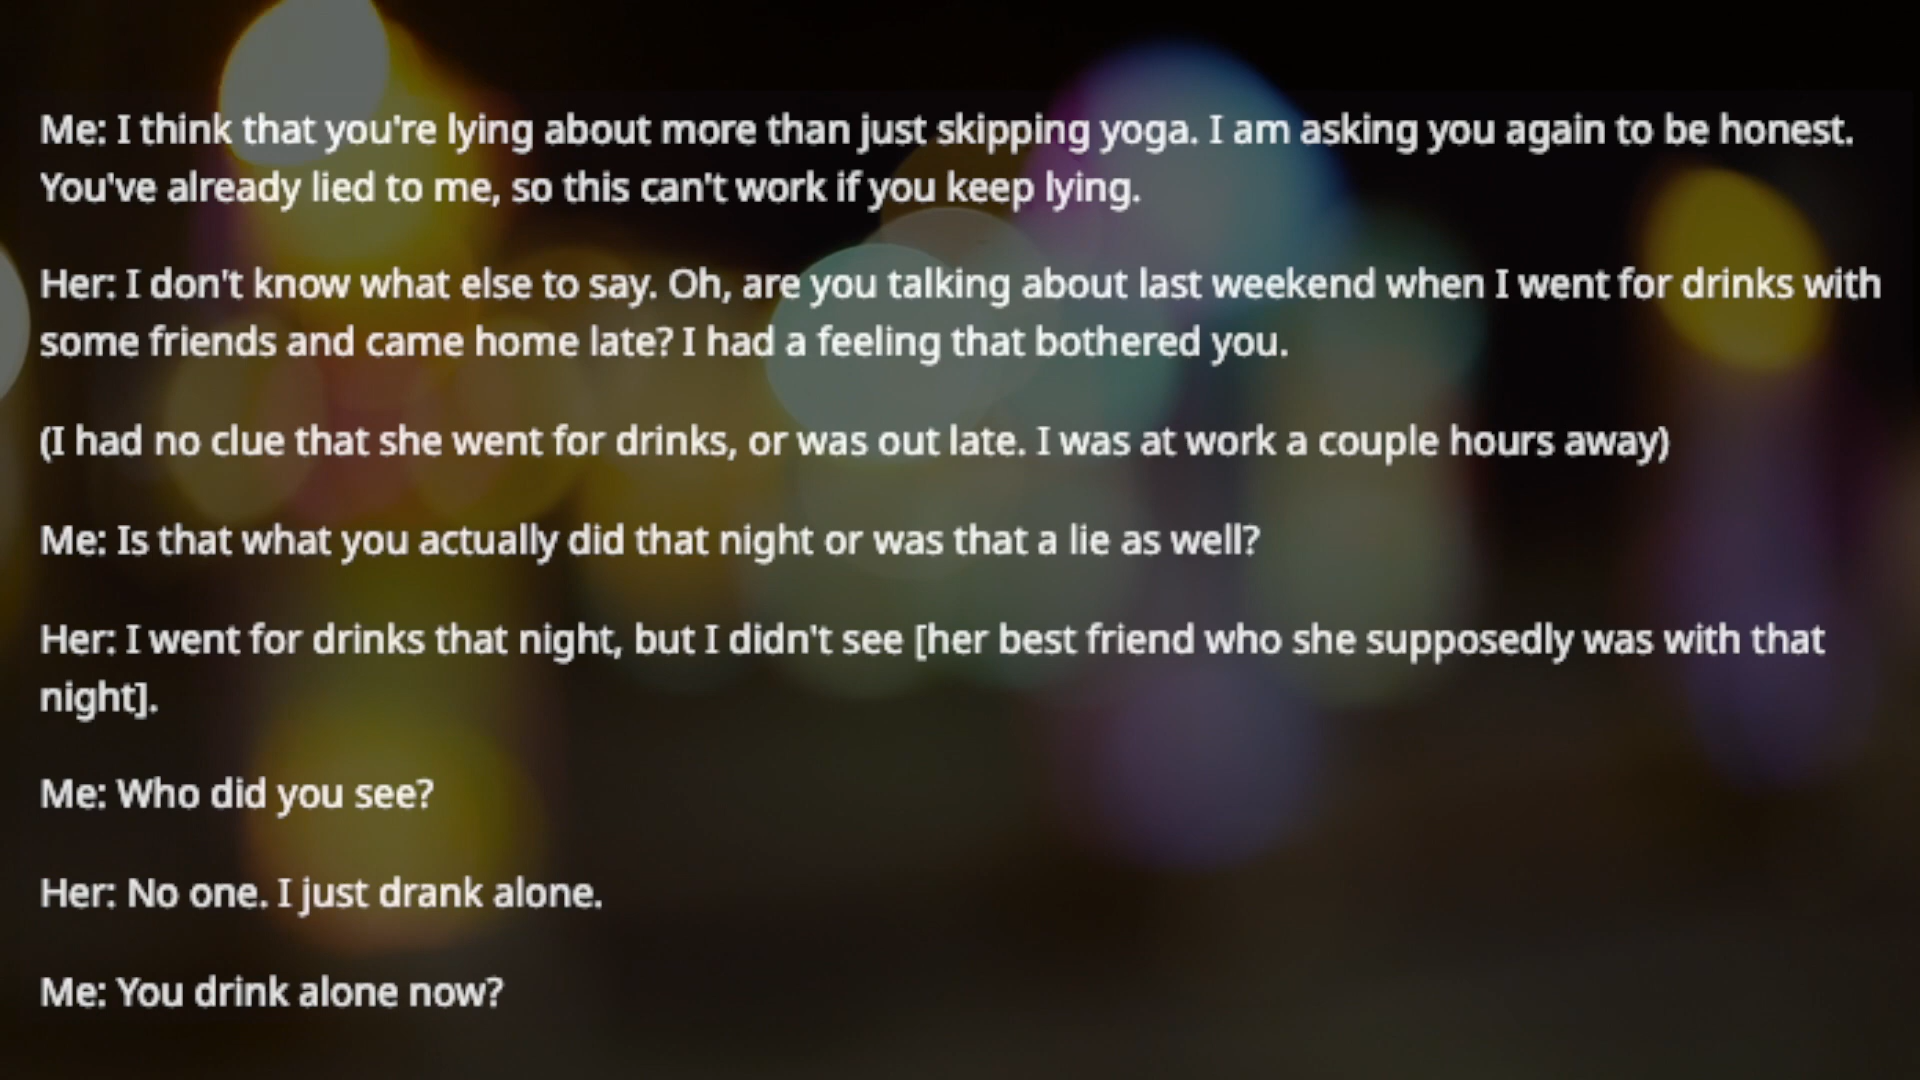 Me: I think that you're lying about more than just skipping yoga. I am asking you again to be honest.
You've already lied to me, so this can't work if you keep lying.
Her: I don't know what else to say. Oh, are you talking about last weekend when I went for drinks with
some friends and came home late? I had a feeling that bothered you.
(I had no clue that she went for drinks, or was out late. I was at work a couple hours away)
Me: Is that what you actually did that night or was that a lie as well?
Her: I went for drinks that night, but I didn't see [her best friend who she supposedly was with that
night].
Me: Who did you see?
Her: No one. I just drank alone.
Me: You drink alone now?